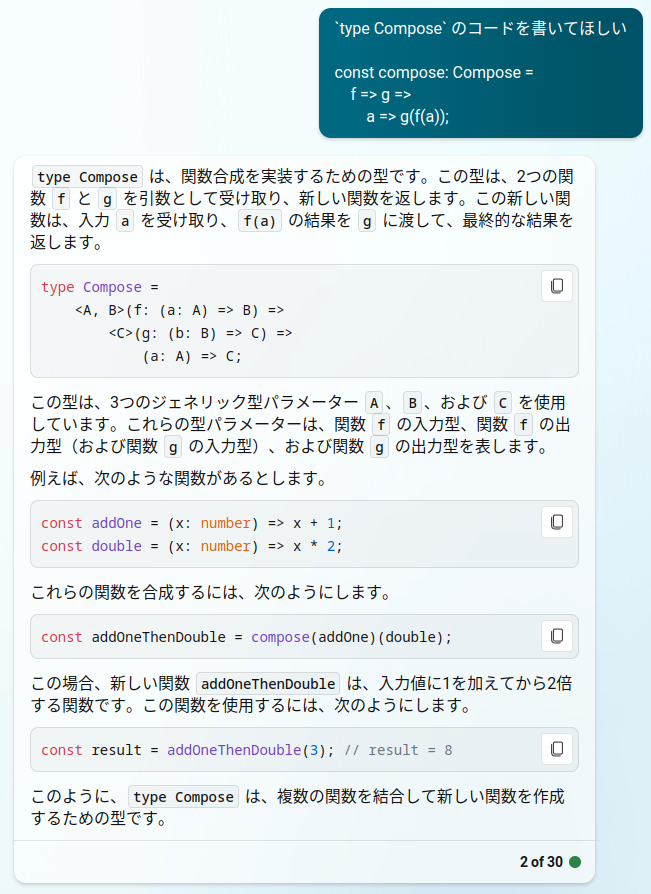 `type Compose` のコードを書いてほしい
const compose: Compose =
f => g =>
a => g(f(a));
type Compose は、関数合成を実装するための型です。この型は、2つの関
数 f と g を引数として受け取り、新しい関数を返します。この新しい関
数は、入力 a を受け取り、 f(a) の結果を g に渡して、最終的な結果を
返します。
type Compose =
<A, B>(f: (a: A) => B) =>
<C>(g: (b: B) => C) =>
(a: A) => C;
この型は、3つのジェネリック型パラメーター A 、 B 、および C を使用
しています。これらの型パラメーターは、関数 f の入力型、関数 f の出
力型（および関数 g の入力型）、および関数 g の出力型を表します。
例えば、次のような関数があるとします。
const addOne = (x: number) => x + 1;
const double = (x: number) => x * 2;
これらの関数を合成するには、次のようにします。
const addOneThenDouble = compose(addOne)(double);
この場合、新しい関数 addOneThenDouble は、入力値に1を加えてから2倍
する関数です。この関数を使用するには、次のようにします。
const result = addOneThenDouble(3); // result = 8
このように、 type Compose は、複数の関数を結合して新しい関数を作成
するための型です。
2 of 30